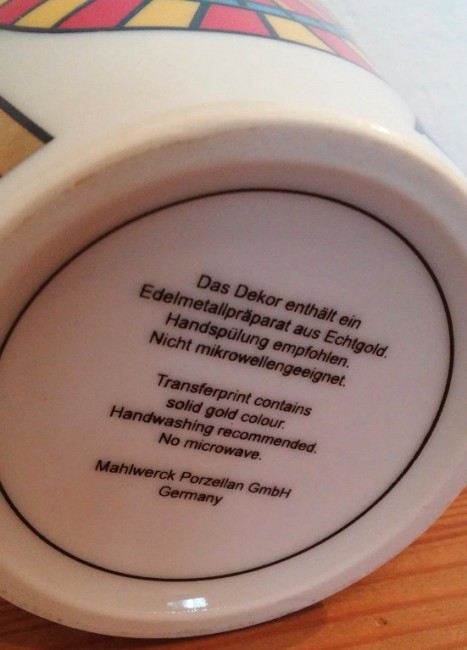 Das Dekor enthält ein
Edelmetallpräparat aus Echtgold.
Handspülung empfohlen.
Nicht mikrowellengeeignet.
Transferprint contains
solid gold colour.
Handwashing recommended.
No microwave.
Mahlwerck Porzellan GmbH
Germany